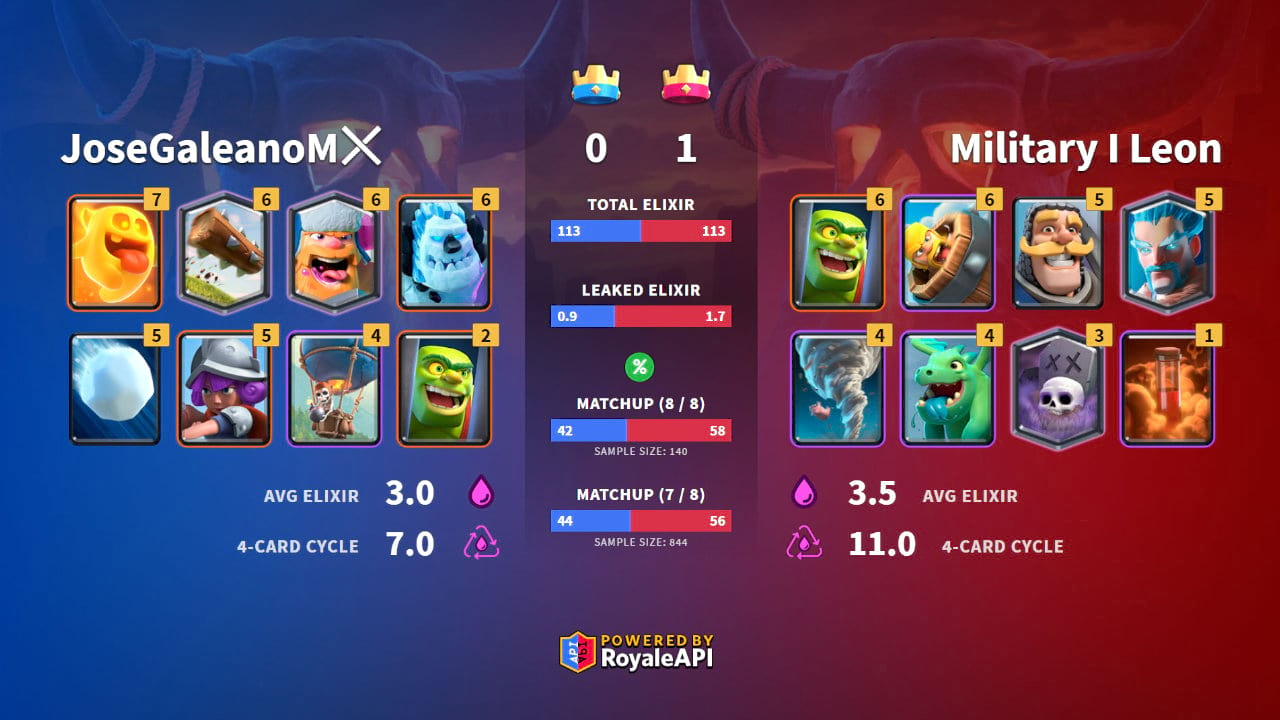 JoseGaleanoM✕
0 1
Military I Leon
7 6 6 6
5 5 4 2
AVG ELIXIR 3.0
4-CARD CYCLE 7.0
TOTAL ELIXIR
113 113
LEAKED ELIXIR
0.9 1.7
%
MATCHUP (8 / 8)
42 58
SAMPLE SIZE: 140
MATCHUP (7 / 8)
44 56
SAMPLE SIZE: 844
6 6 5 5
4 4 3 1
3.5 AVG ELIXIR
11.0 4-CARD CYCLE
API
POWERED BY
RoyaleAPI